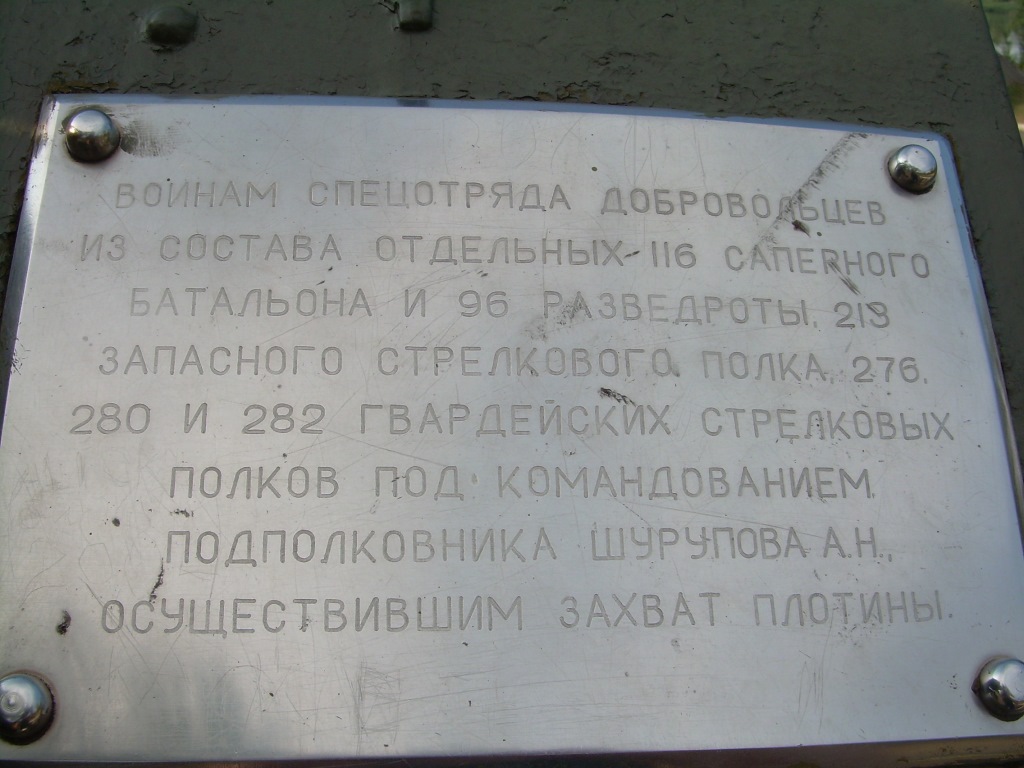 ВОИНАМ СПЕЦОТРЯДА ДОБРОВОЛЬЦЕВ
ИЗ СОСТАВА ОТДЕЛЬНЫХ 116 САПЕРНОГО
БАТАЛЬОНА И 96 РАЗВЕДРОТЫ, 213
ЗАПАСНОГО СТРЕЛКОВОГО ПОЛКА, 276,
280 И 282 ГВАРДЕЙСКИХ СТРЕЛКОВЫХ
ПОЛКОВ ПОД КОМАНДОВАНИЕМ
ПОДПОЛКОВНИКА ШУРУПОВА А.Н.,
ОСУЩЕСТВИВШИМ ЗАХВАТ ПЛОТИНЫ.